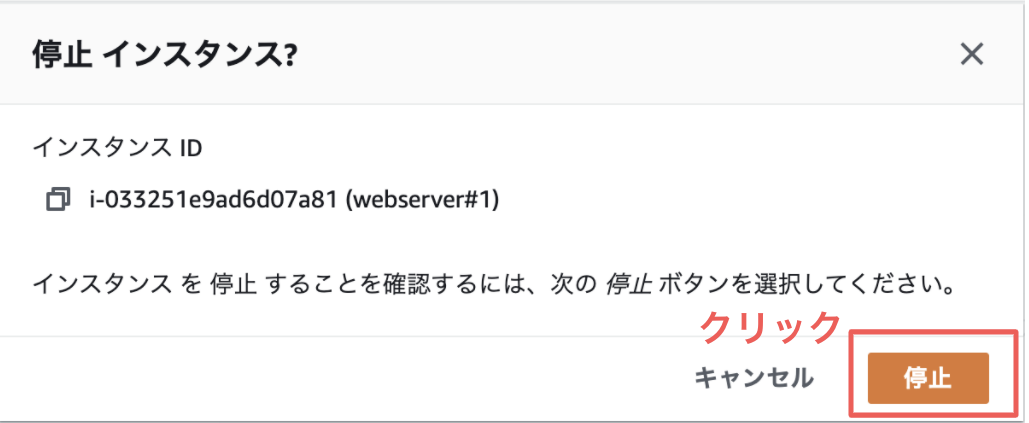 停止 インスタンス?
インスタンス ID
i-033251e9ad6d07a81 (webserver#1)
インスタンス を 停止 することを確認するには、次の 停止 ボタンを選択してください。
クリック
キャンセル
停止